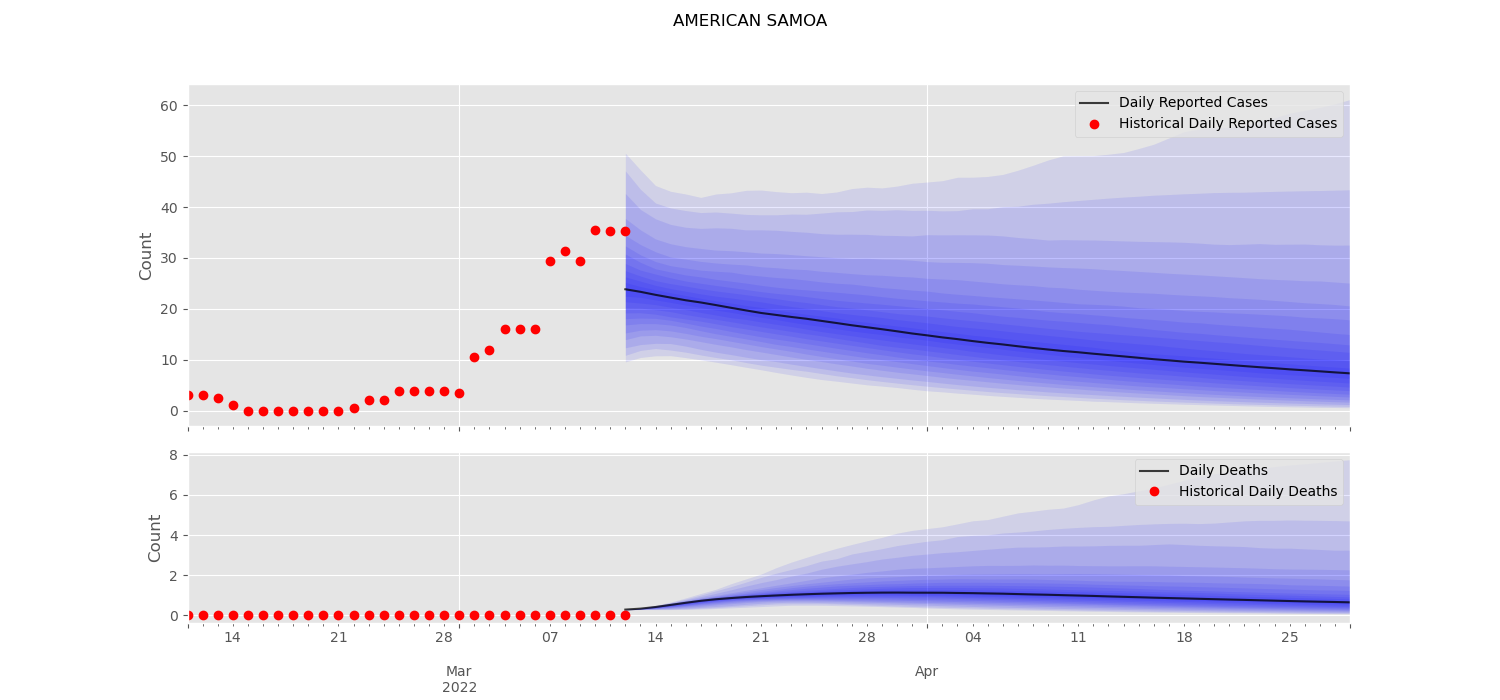 AMERICAN SAMOA
60
50
40
30
20
10
0
Count
Daily Reported Cases
Historical Daily Reported Cases
8
6
4
2
0
Count
Daily Deaths
Historical Daily Deaths
14 21 28 07 14 21 28 04 11 18 25
Mar Apr
2022